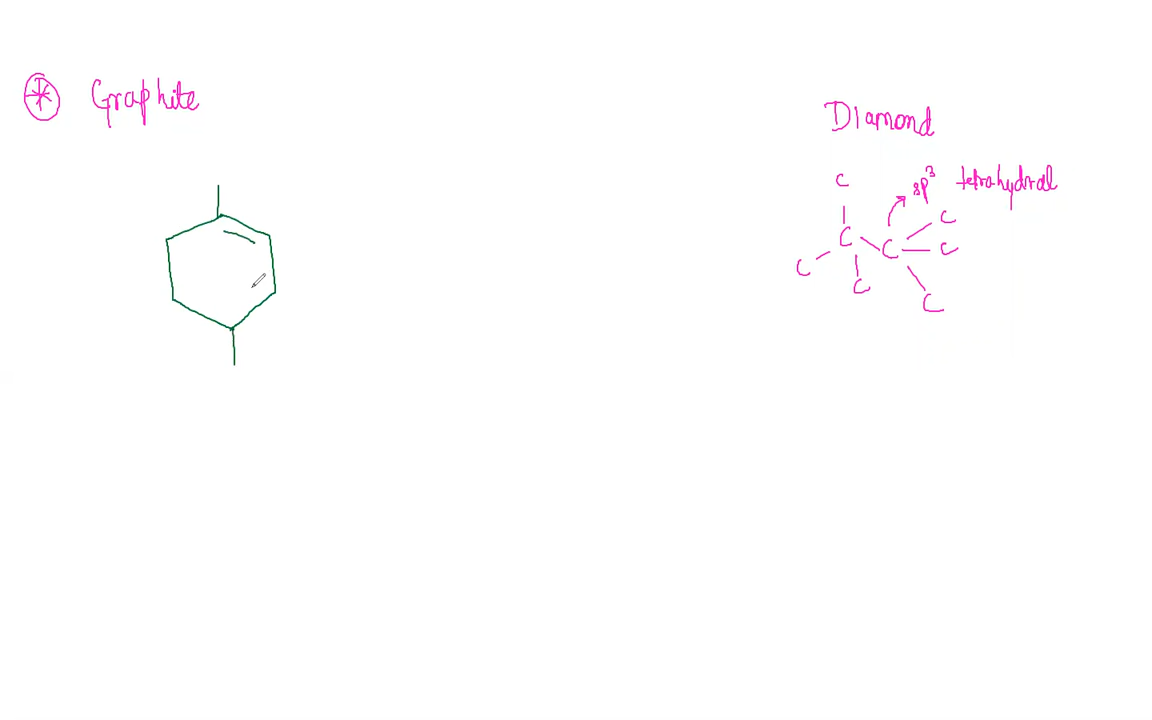 Graphite
Diamond
C sp³ tetrahydral
C C C C
C C C